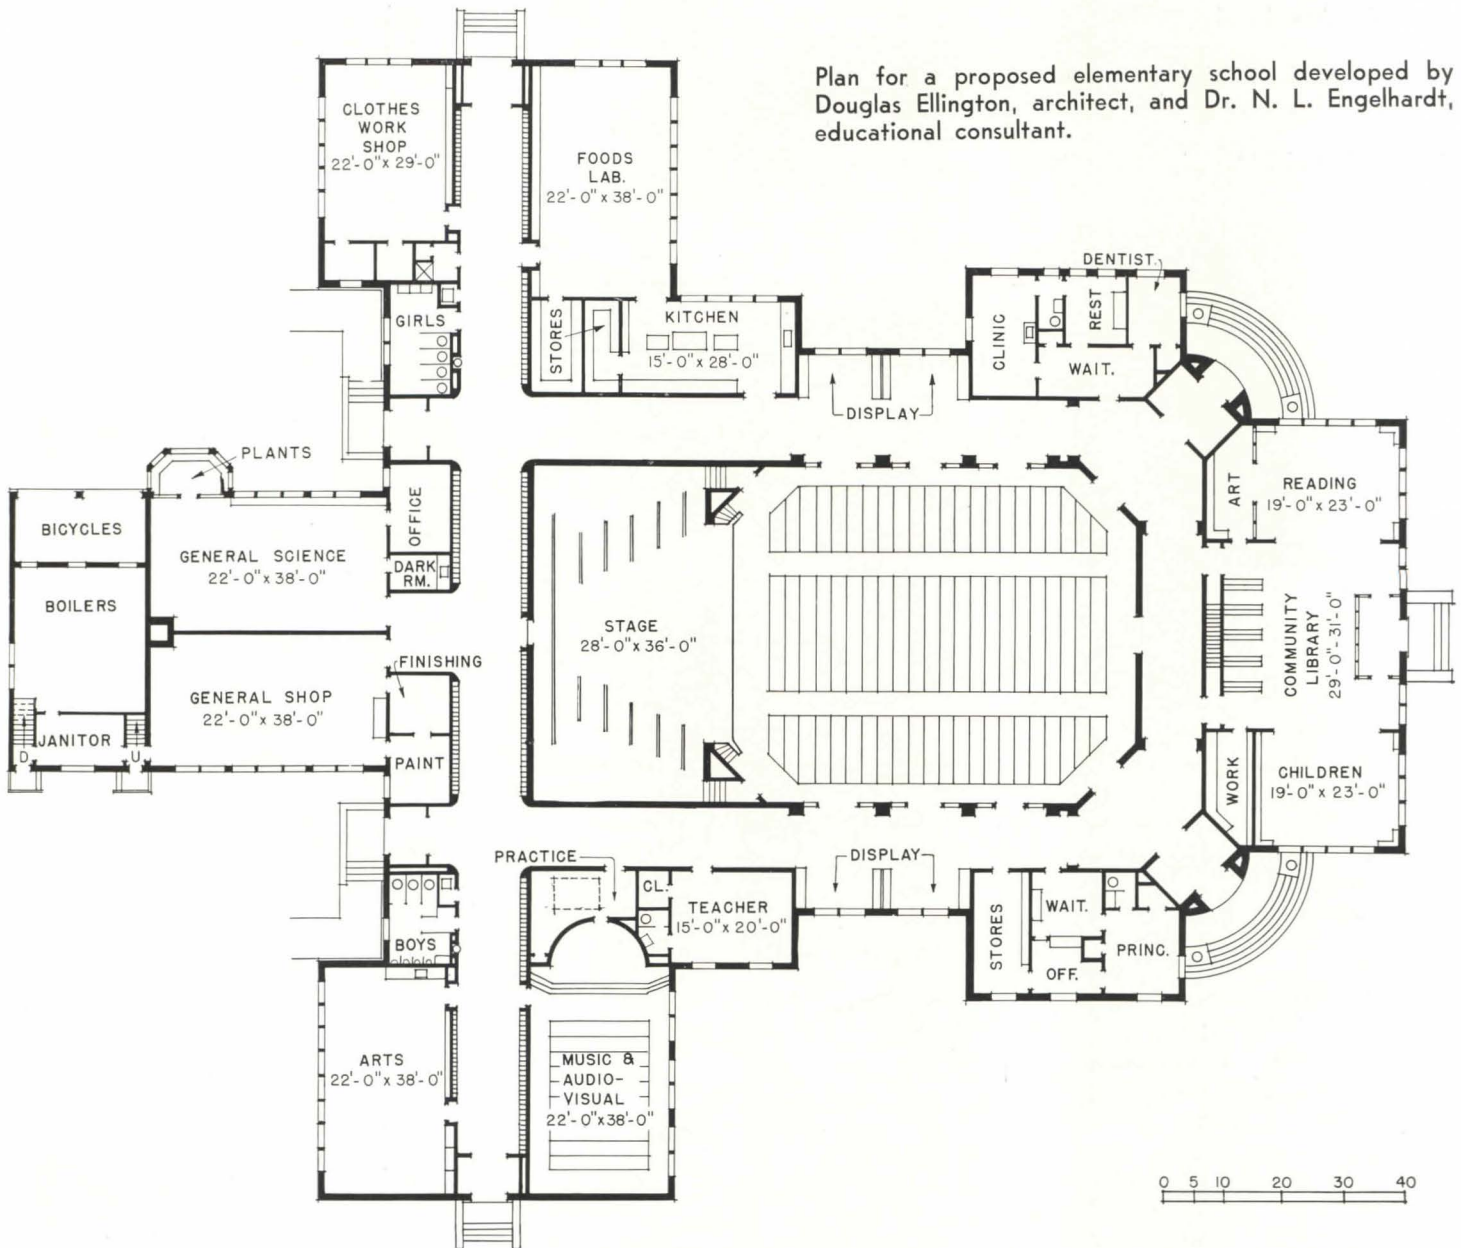 Plan for a proposed elementary school developed by
Douglas Ellington, architect, and Dr. N. L. Engelhardt,
educational consultant.
CLOTHES
WORK
SHOP
22'-0" x 29'-0"
FOODS
LAB.
22'-0" x 38'-0"
GIRLS
STORES
KITCHEN
15'-0" x 28'-0"
DISPLAY
CLINIC
REST
DENTIST.
WAIT.
PLANTS
BICYCLES
GENERAL SCIENCE
22'-0" x 38'-0"
OFFICE
DARK
RM.
ART
READING
19'-0" x 23'-0"
BOILERS
STAGE
28'-0" x 36'-0"
COMMUNITY
LIBRARY
29'-0"-31'-0"
FINISHING
GENERAL SHOP
22'-0" x 38'-0"
JANITOR
D
U
PAINT
WORK
CHILDREN
19'-0" x 23'-0"
PRACTICE
DISPLAY
CL.
TEACHER
15'-0" x 20'-0"
BOYS
STORES
WAIT.
PRINC.
OFF.
ARTS
22'-0" x 38'-0"
MUSIC &
AUDIO-
VISUAL
22'-0" x 38'-0"
0 5 10 20 30 40